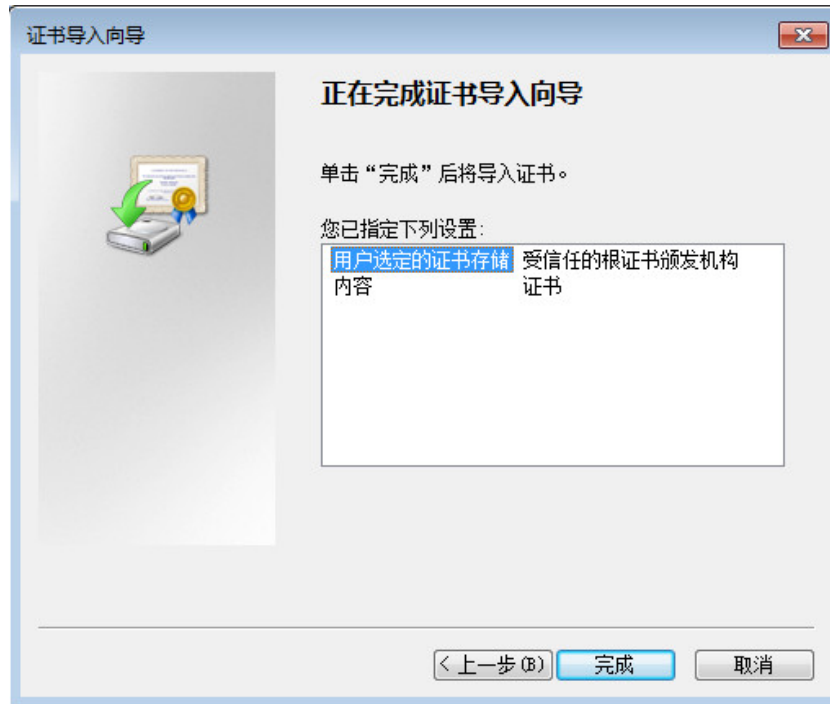 证书导入向导
正在完成证书导入向导
单击“完成”后将导入证书。
您已指定下列设置:
用户选定的证书存储 受信任的根证书颁发机构
内容 证书
< 上一步(B) 完成 取消